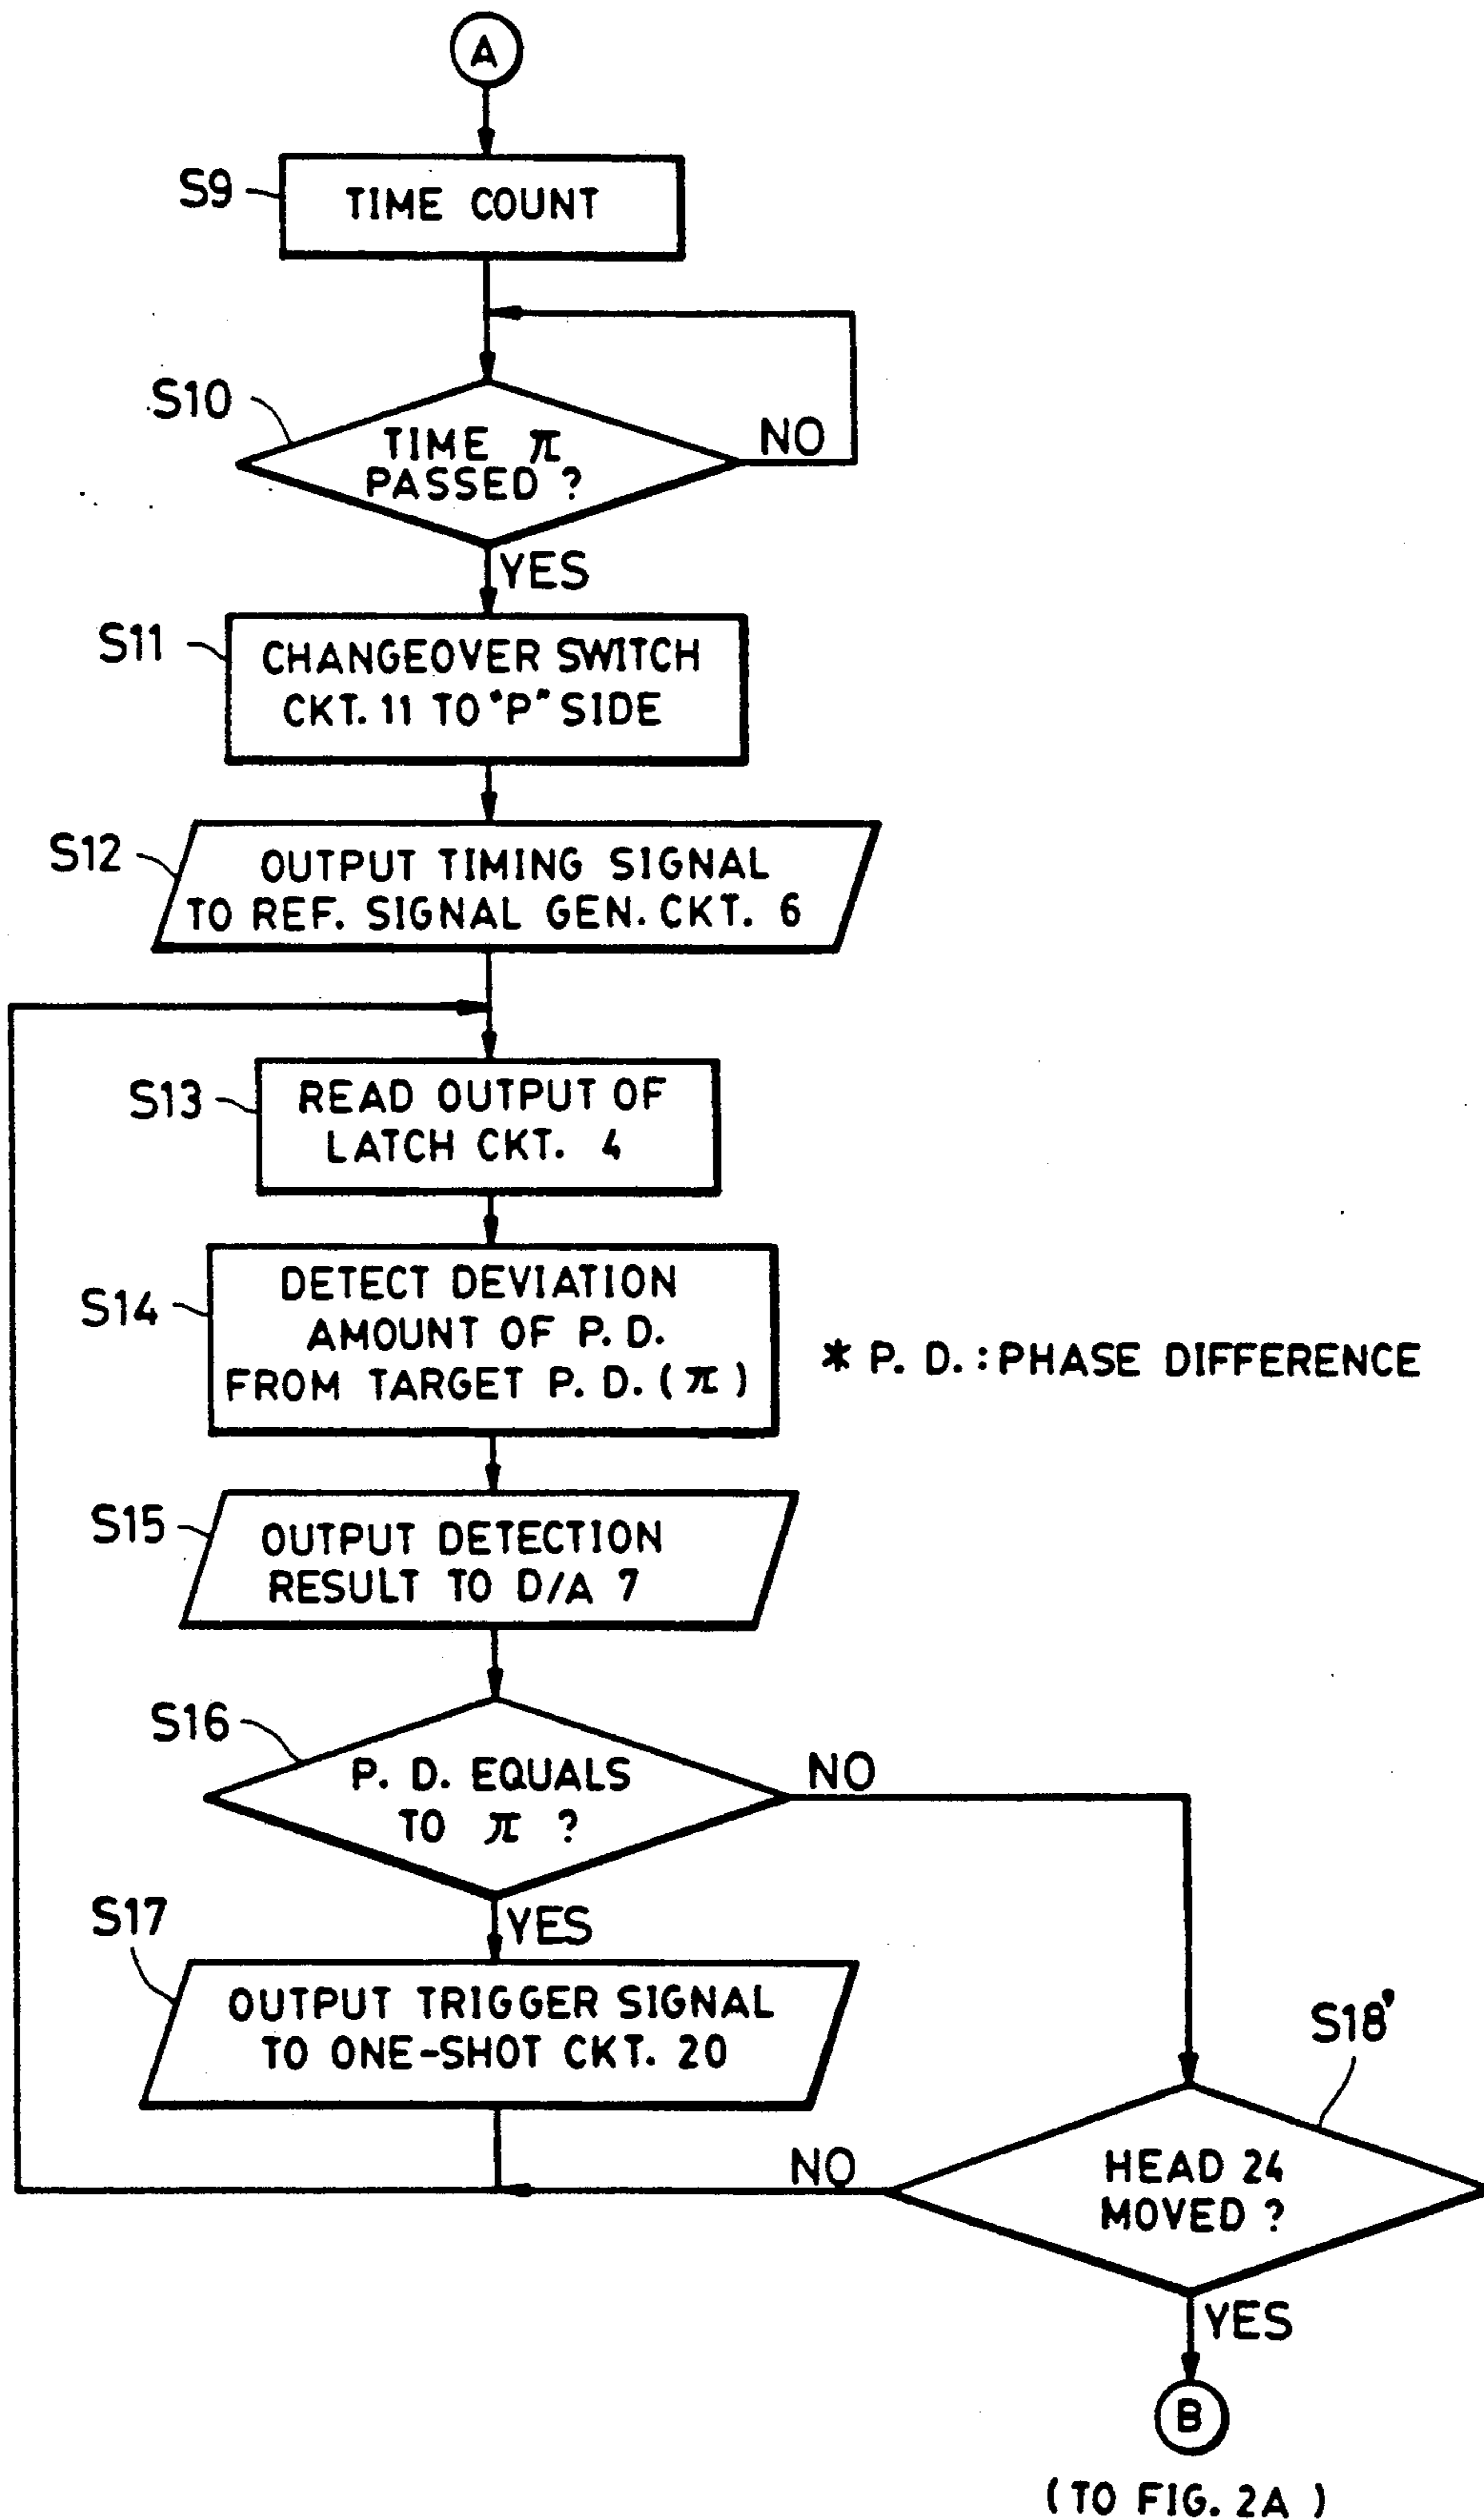 A
S9
TIME COUNT
S10
TIME π
PASSED ?
NO
YES
S11
CHANGEOVER SWITCH
CKT. 11 TO "P" SIDE
S12
OUTPUT TIMING SIGNAL
TO REF. SIGNAL GEN. CKT. 6
S13
READ OUTPUT OF
LATCH CKT. 4
S14
DETECT DEVIATION
AMOUNT OF P. D.
FROM TARGET P. D. (π)
* P. D. : PHASE DIFFERENCE
S15
OUTPUT DETECTION
RESULT TO D/A 7
S16
P. D. EQUALS
TO π ?
NO
YES
S17
OUTPUT TRIGGER SIGNAL
TO ONE-SHOT CKT. 20
S18'
HEAD 24
MOVED ?
NO
YES
B
( TO FIG. 2A )